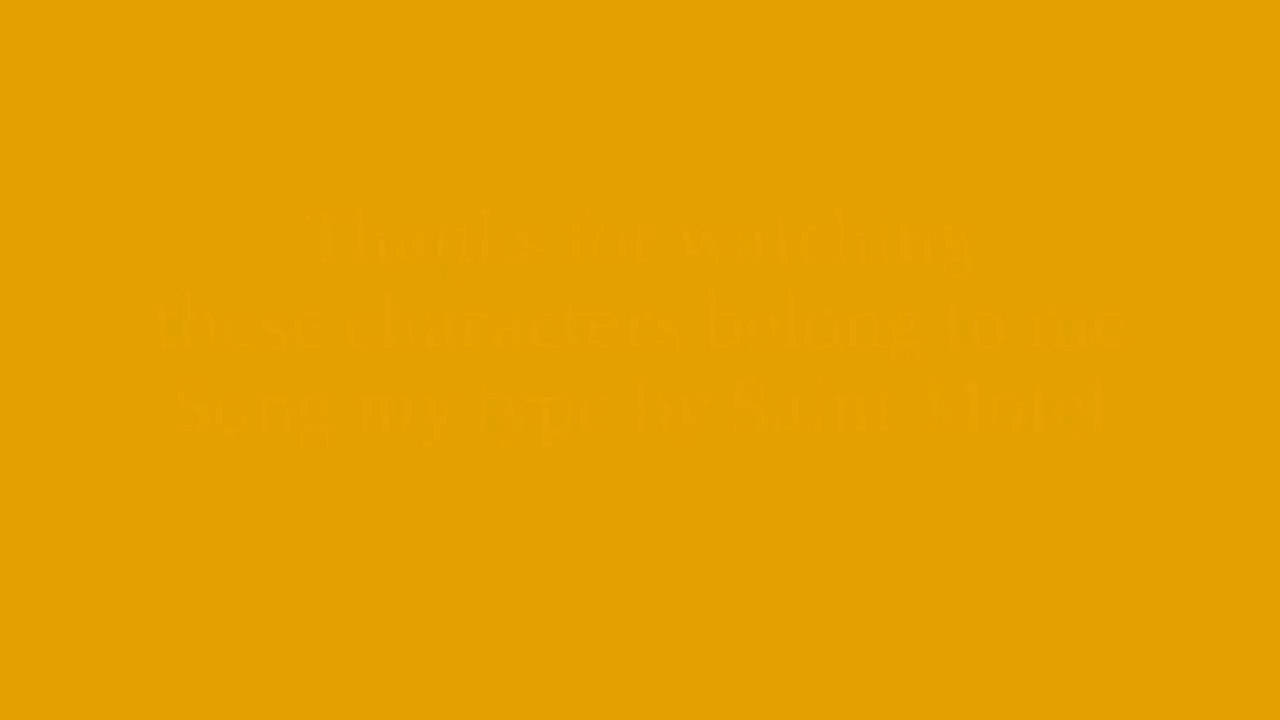 Thanks for watching
these characters belong to me
Song my type by Saint Motel